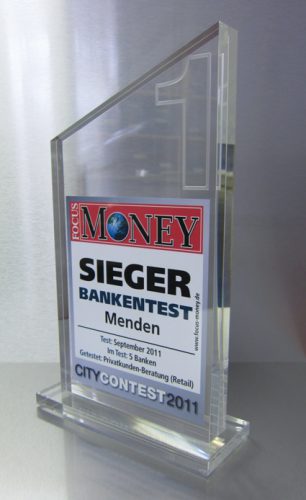 1
FOCUS
MONEY
SIEGER
BANKENTEST
Menden
Test: September 2011
Im Test: 5 Banken
Getestet: Privatkunden-Beratung (Retail)
www.focus-money.de
CITYCONTEST2011